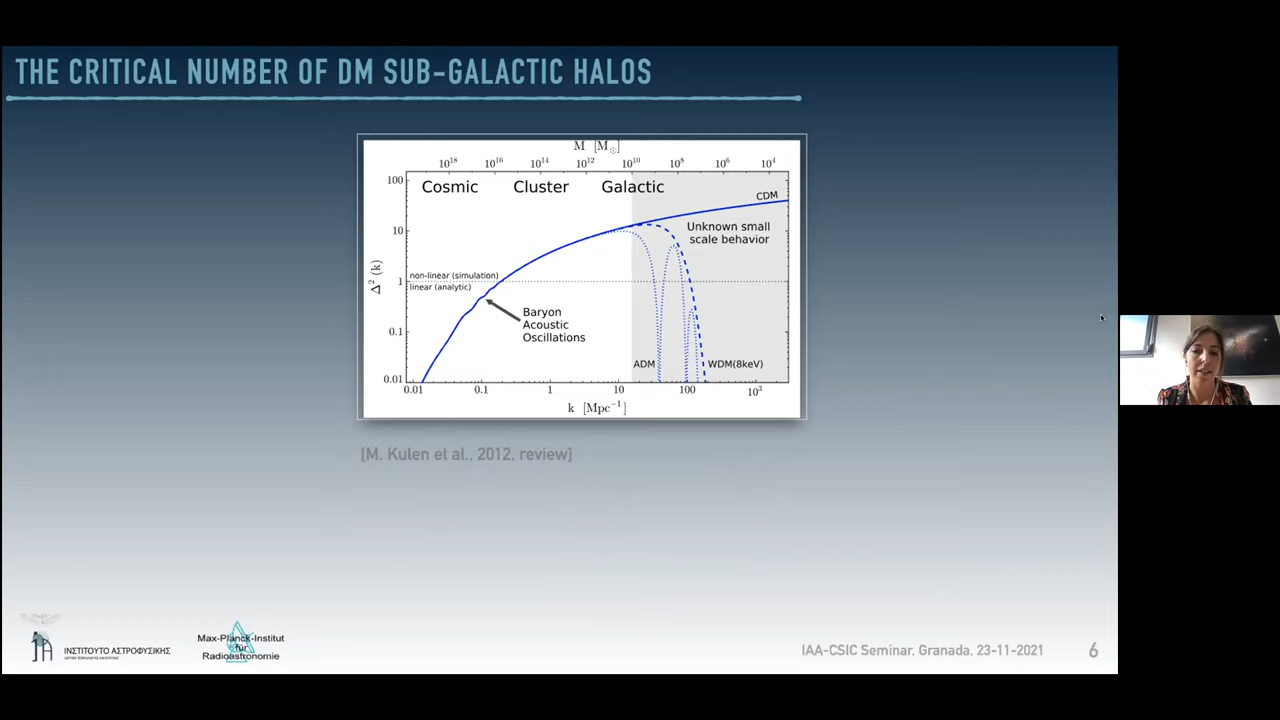 THE CRITICAL NUMBER OF DM SUB-GALACTIC HALOS
M [M☉]
10¹⁸ 10¹⁶ 10¹⁴ 10¹² 10¹⁰ 10⁸ 10⁶ 10⁴
Cosmic Cluster Galactic
CDM
Unknown small
scale behavior
100
10
1
0.1
0.01
Δ²(k)
non-linear (simulation)
linear (analytic)
Baryon
Acoustic
Oscillations
ADM
WDM(8keV)
0.01 0.1 1 10 100 10³
k [Mpc⁻¹]
[M. Kulen et al., 2012, review]
ΙΝΣΤΙΤΟΥΤΟ ΑΣΤΡΟΦΥΣΙΚΗΣ
Max-Planck-Institut
für
Radioastronomie
IAA-CSIC Seminar, Granada, 23-11-2021
6